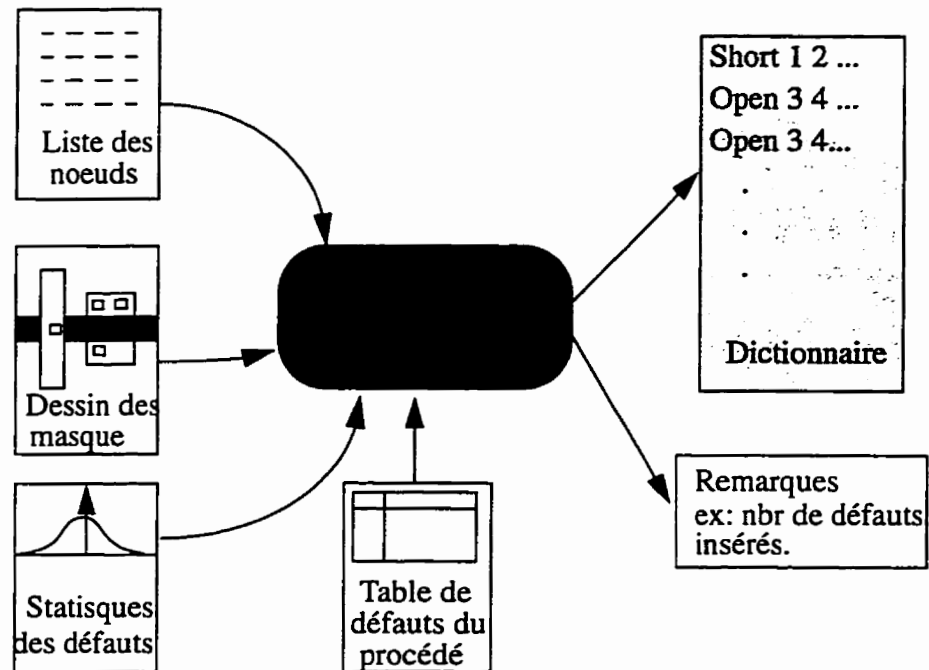 Liste des
noeuds
Dessin des
masque
Statisques
des défauts
Table de
défauts du
procédé
Short 1 2 ...
Open 3 4 ...
Open 3 4...
.
.
.
Dictionnaire
Remarques
ex: nbr de défauts
insérés.